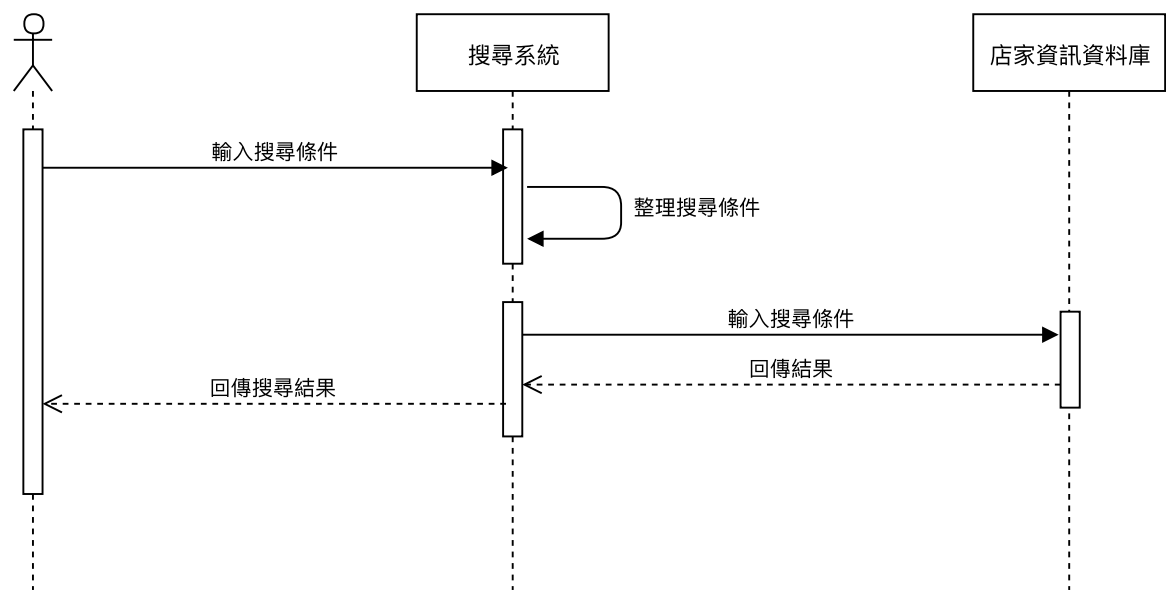 搜尋系統
店家資訊資料庫
輸入搜尋條件
整理搜尋條件
輸入搜尋條件
回傳結果
回傳搜尋結果